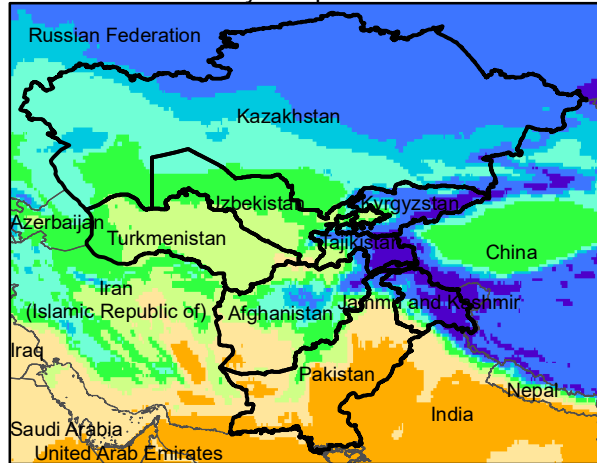 Russian Federation
Kazakhstan
Uzbekistan
Kyrgyzstan
Azerbaijan
Turkmenistan
Tajikistan
China
Iran
(Islamic Republic of)
Afghanistan
Jammu and Kashmir
Iraq
Pakistan
Nepal
India
Saudi Arabia
United Arab Emirates